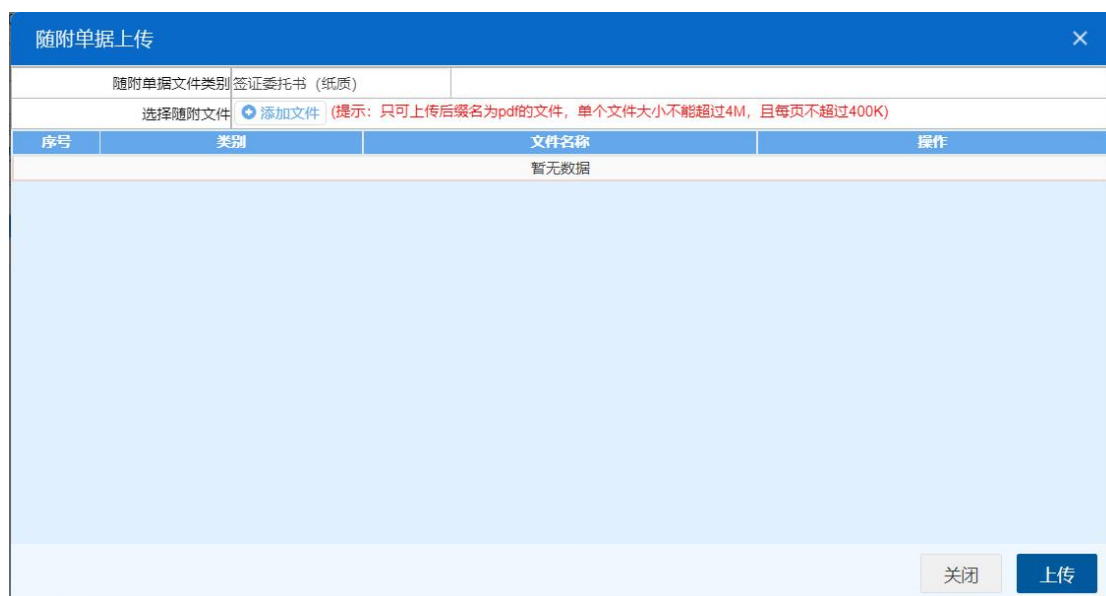 随附单据上传
随附单据文件类别 签证委托书（纸质）
选择随附文件 添加文件 (提示：只可上传后缀名为pdf的文件，单个文件大小不能超过4M，且每页不超过400K)
序号 类别 文件名称 操作
暂无数据
关闭 上传